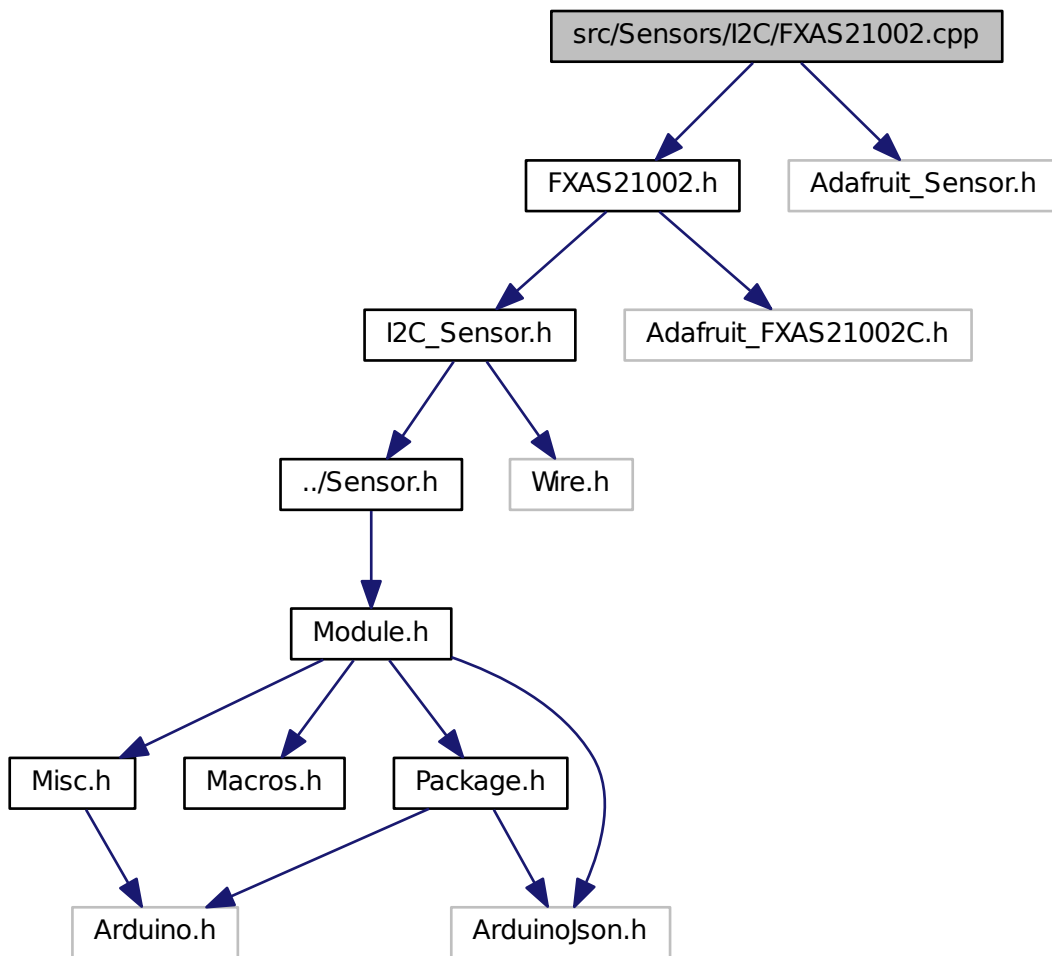 src/Sensors/I2C/FXAS21002.cpp
FXAS21002.h
Adafruit_Sensor.h
I2C_Sensor.h
Adafruit_FXAS21002C.h
../Sensor.h
Wire.h
Module.h
Misc.h
Macros.h
Package.h
Arduino.h
ArduinoJson.h